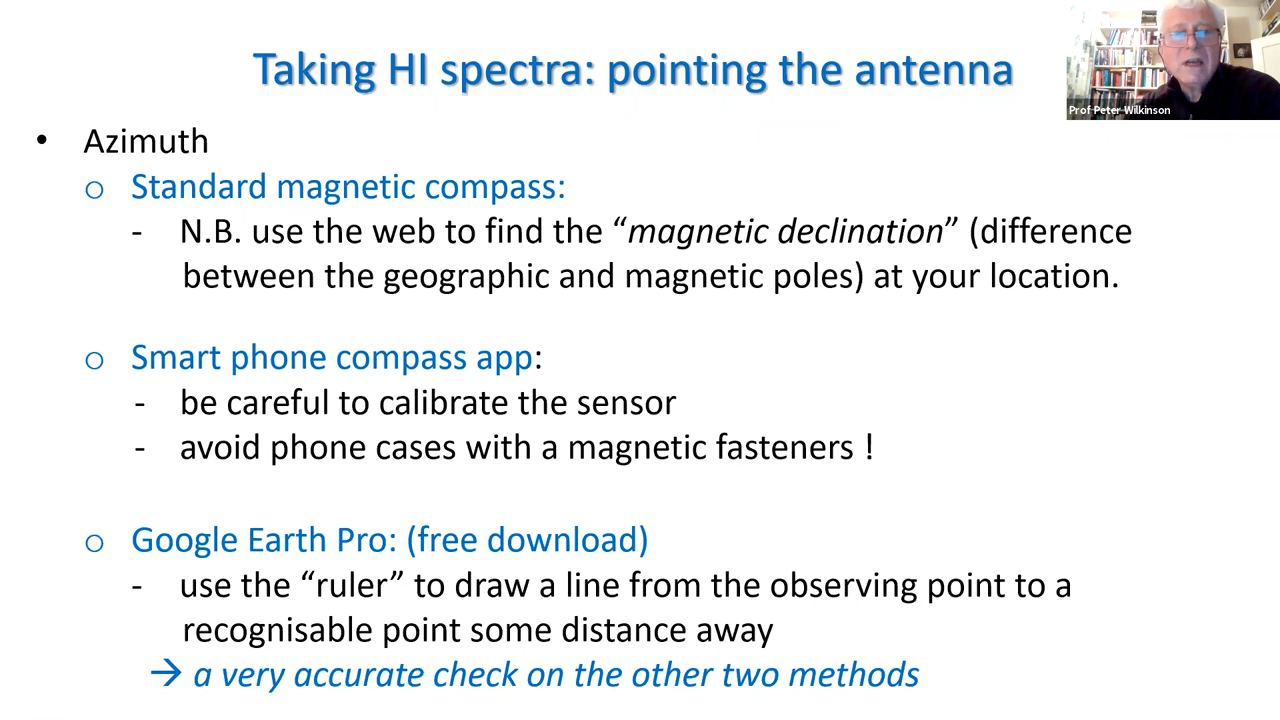 Taking HI spectra: pointing the antenna
Prof Peter Wilkinson
• Azimuth
o Standard magnetic compass:
- N.B. use the web to find the “magnetic declination” (difference
between the geographic and magnetic poles) at your location.
o Smart phone compass app:
- be careful to calibrate the sensor
- avoid phone cases with a magnetic fasteners !
o Google Earth Pro: (free download)
- use the “ruler” to draw a line from the observing point to a
recognisable point some distance away
→ a very accurate check on the other two methods